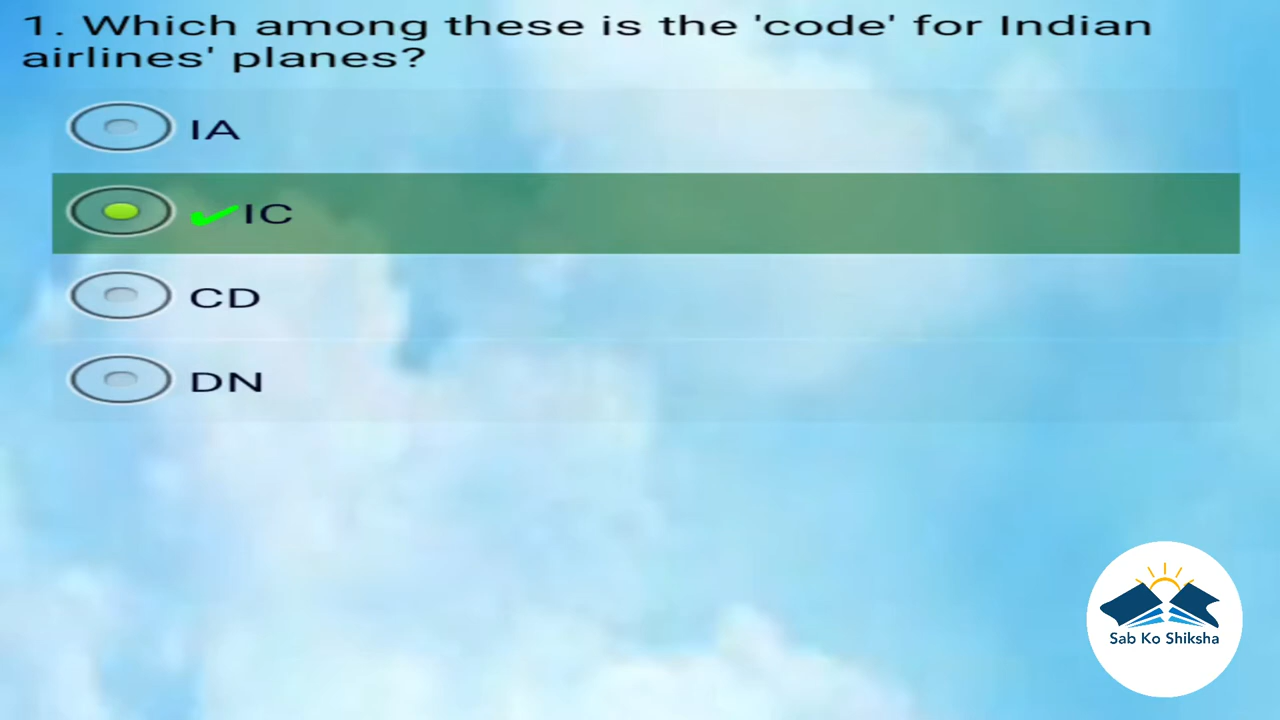 1. Which among these is the 'code' for Indian
airlines' planes?
IA
✔IC
CD
DN
Sab Ko Shiksha